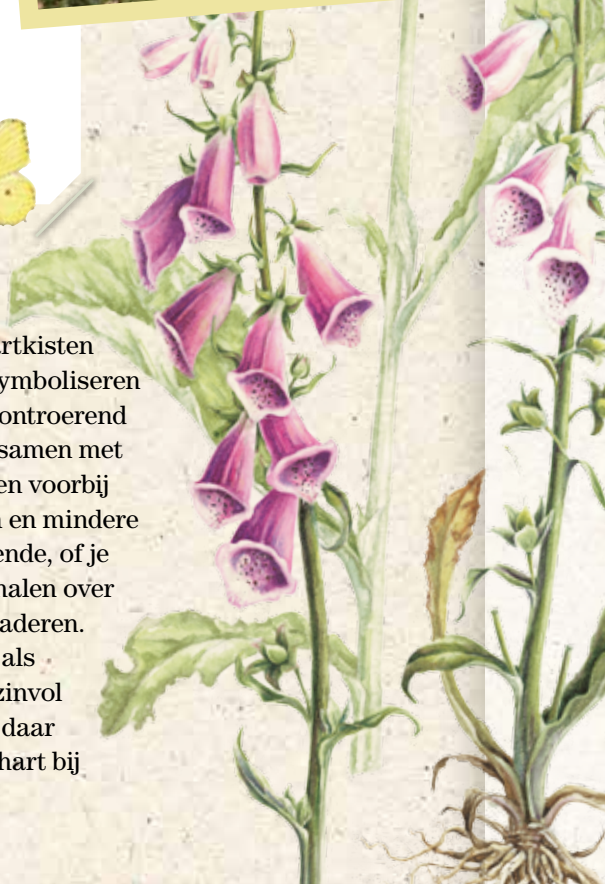 rtkisten
ymboliseren
ontroerend
samen met
en voorbij
n en mindere
ende, of je
halen over
aderen.
als
zinvol
daar
hart bij